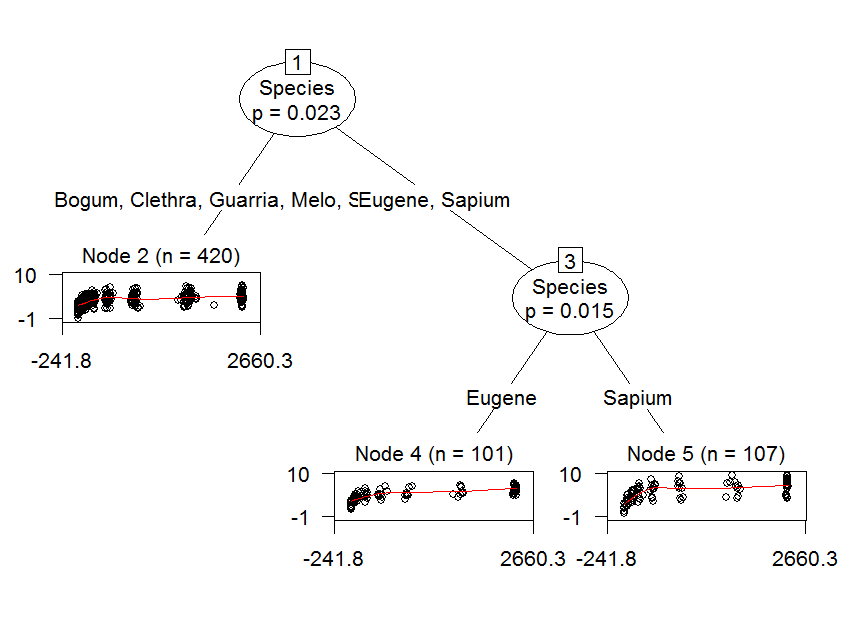 1
Species
p = 0.023
Bogum, Clethra, Guarria, Melo, Eugene, Sapium
Node 2 (n = 420)
10
-1
-241.8
2660.3
3
Species
p = 0.015
Eugene
Sapium
Node 4 (n = 101)
10
-1
-241.8
2660.3
Node 5 (n = 107)
10
-1
-241.8
2660.3